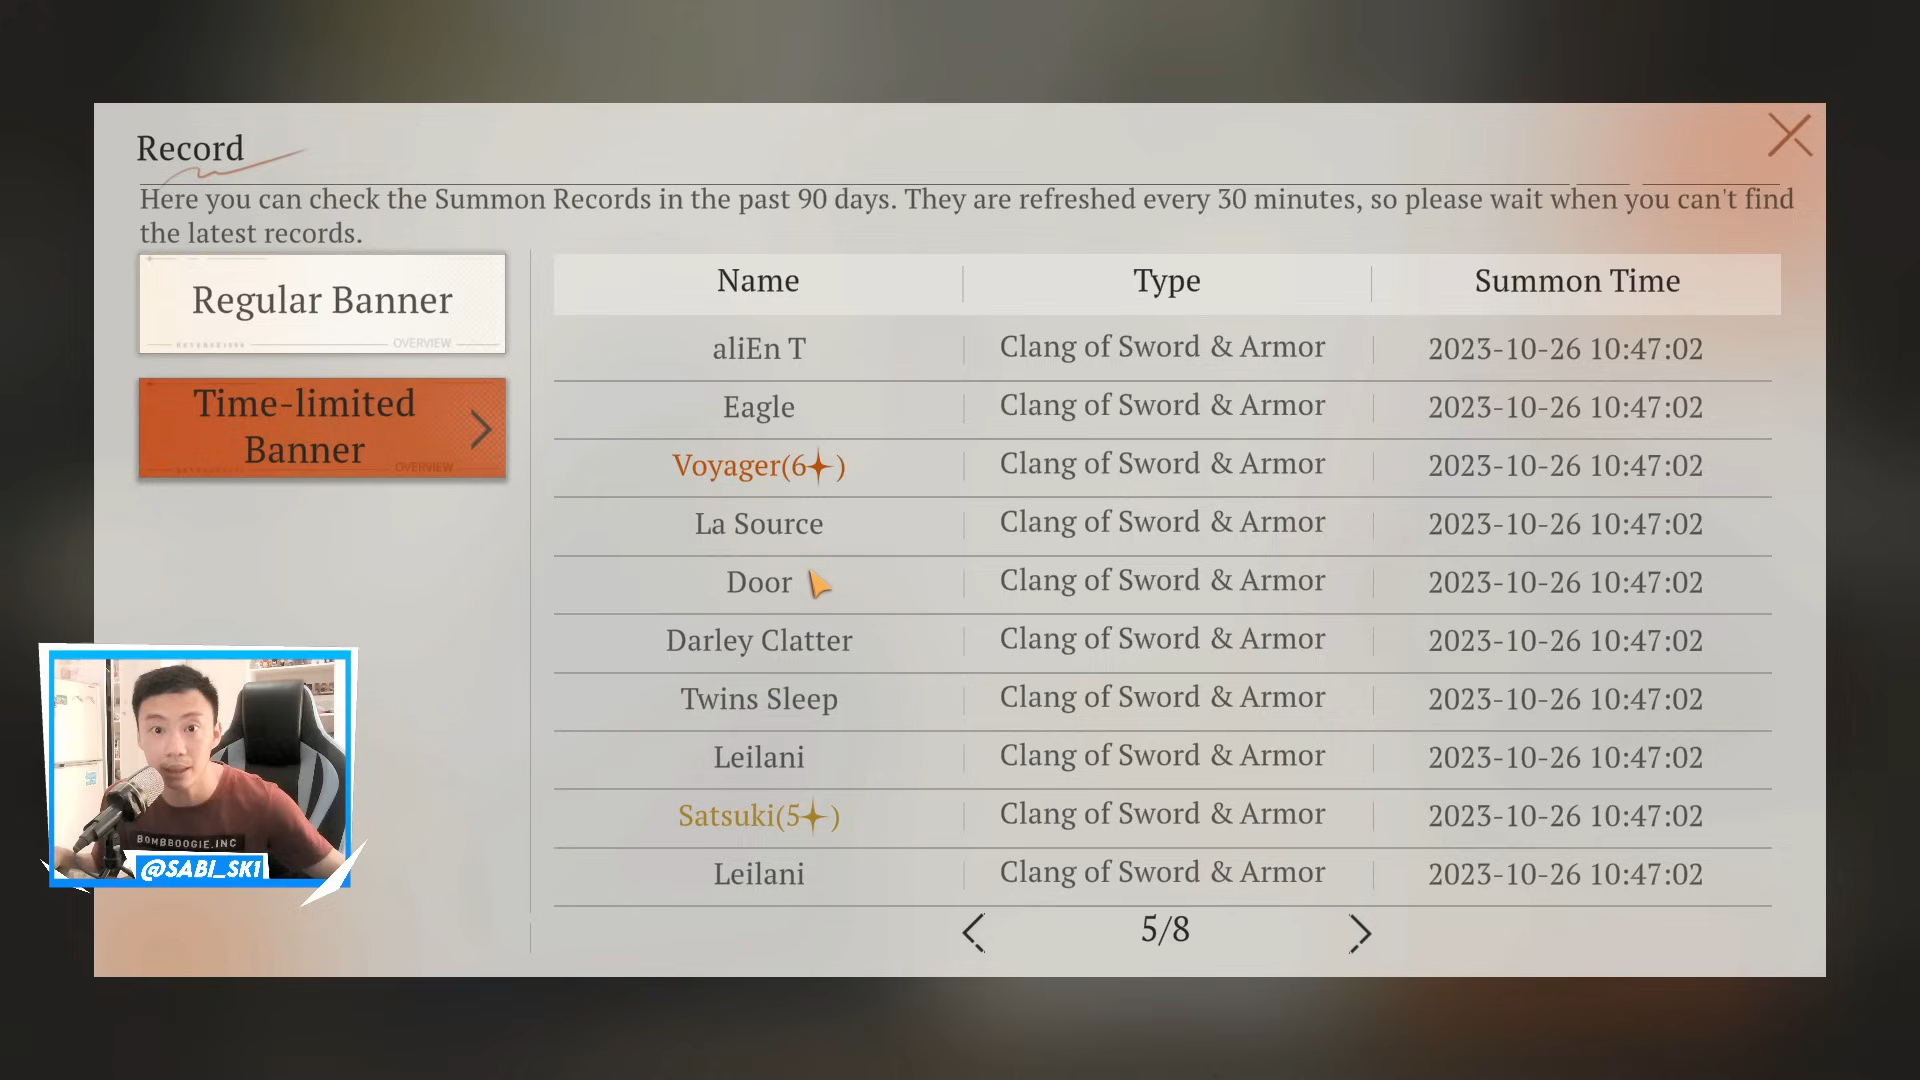 Record
Here you can check the Summon Records in the past 90 days. They are refreshed every 30 minutes, so please wait when you can't find
the latest records.
Regular Banner
OVERVIEW
Time-limited
Banner
OVERVIEW
Name Type Summon Time
aliEn T Clang of Sword & Armor 2023-10-26 10:47:02
Eagle Clang of Sword & Armor 2023-10-26 10:47:02
Voyager(6✦) Clang of Sword & Armor 2023-10-26 10:47:02
La Source Clang of Sword & Armor 2023-10-26 10:47:02
Door Clang of Sword & Armor 2023-10-26 10:47:02
Darley Clatter Clang of Sword & Armor 2023-10-26 10:47:02
Twins Sleep Clang of Sword & Armor 2023-10-26 10:47:02
Leilani Clang of Sword & Armor 2023-10-26 10:47:02
Satsuki(5✦) Clang of Sword & Armor 2023-10-26 10:47:02
Leilani Clang of Sword & Armor 2023-10-26 10:47:02
5/8
BOMBBOOGIE.INC
@SABI_SK1